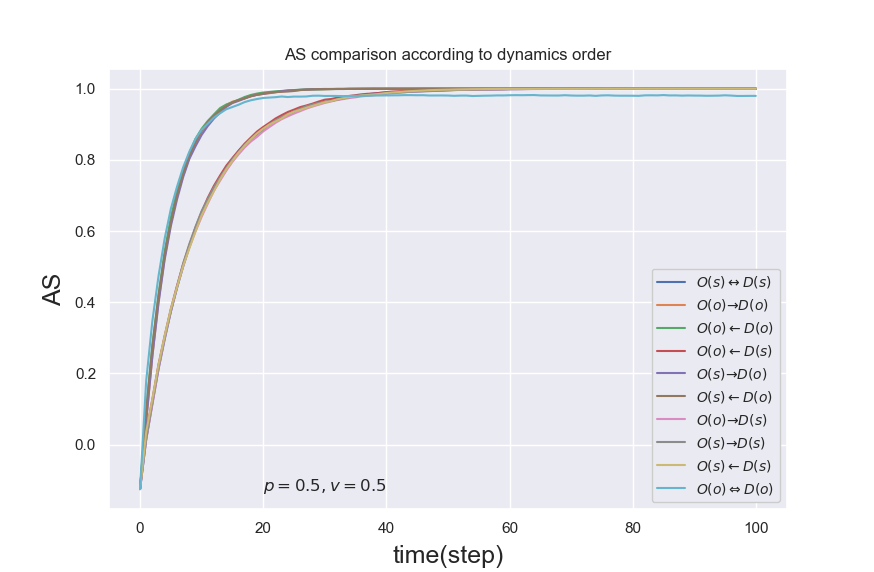 AS comparison according to dynamics order
AS
1.0
0.8
0.6
0.4
0.2
0.0
p = 0.5, v = 0.5
O(s) ↔ D(s)
O(o)→D(o)
O(o) ← D(o)
O(o) ← D(s)
O(s)→D(o)
O(s) ← D(o)
O(o)→D(s)
O(s)→D(s)
O(s) ← D(s)
O(o) ⇔ D(o)
0 20 40 60 80 100
time(step)